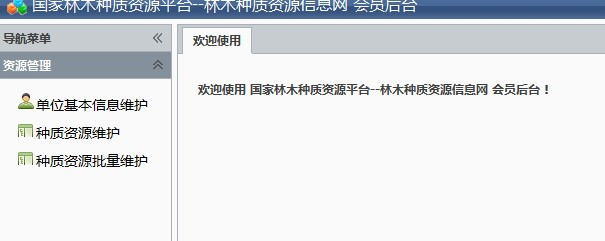 国家林木种质资源平台--林木种质资源信息网 会员后台
导航菜单
欢迎使用
资源管理
欢迎使用 国家林木种质资源平台--林木种质资源信息网 会员后台！
单位基本信息维护
种质资源维护
种质资源批量维护